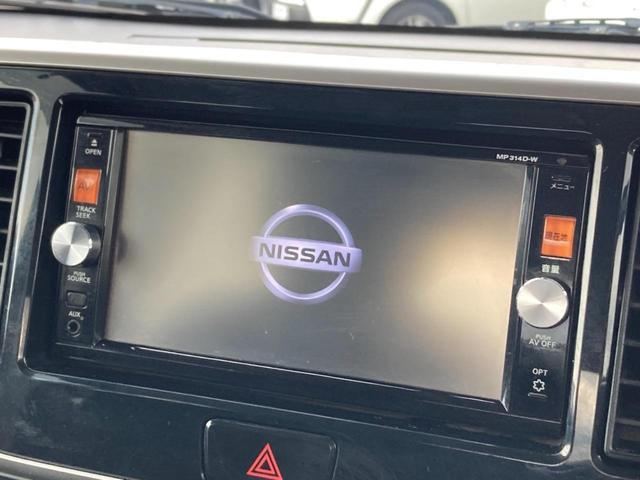 MP314D-W
OPEN
AV
TRACK
SEEK
PUSH
SOURCE
AUX
NISSAN
メニュー
現在地
音量
PUSH
AV OFF
OPT